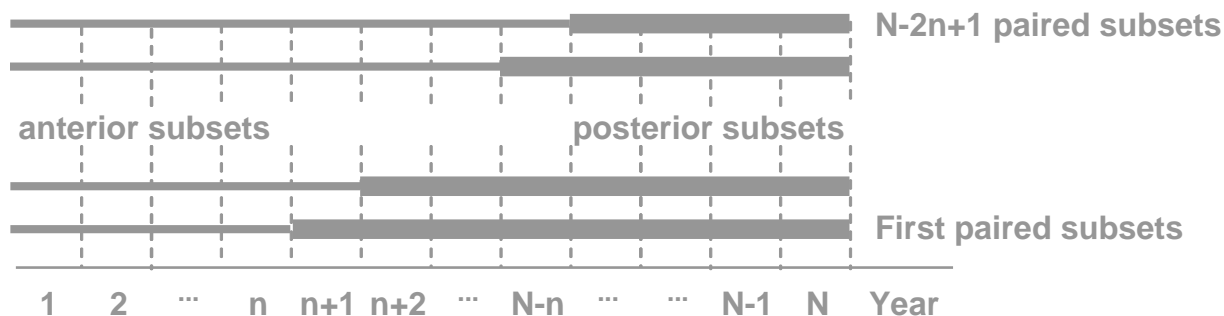 N-2n+1 paired subsets
anterior subsets posterior subsets
First paired subsets
1 2 ... n n+1 n+2 ... N-n ... ... N-1 N Year